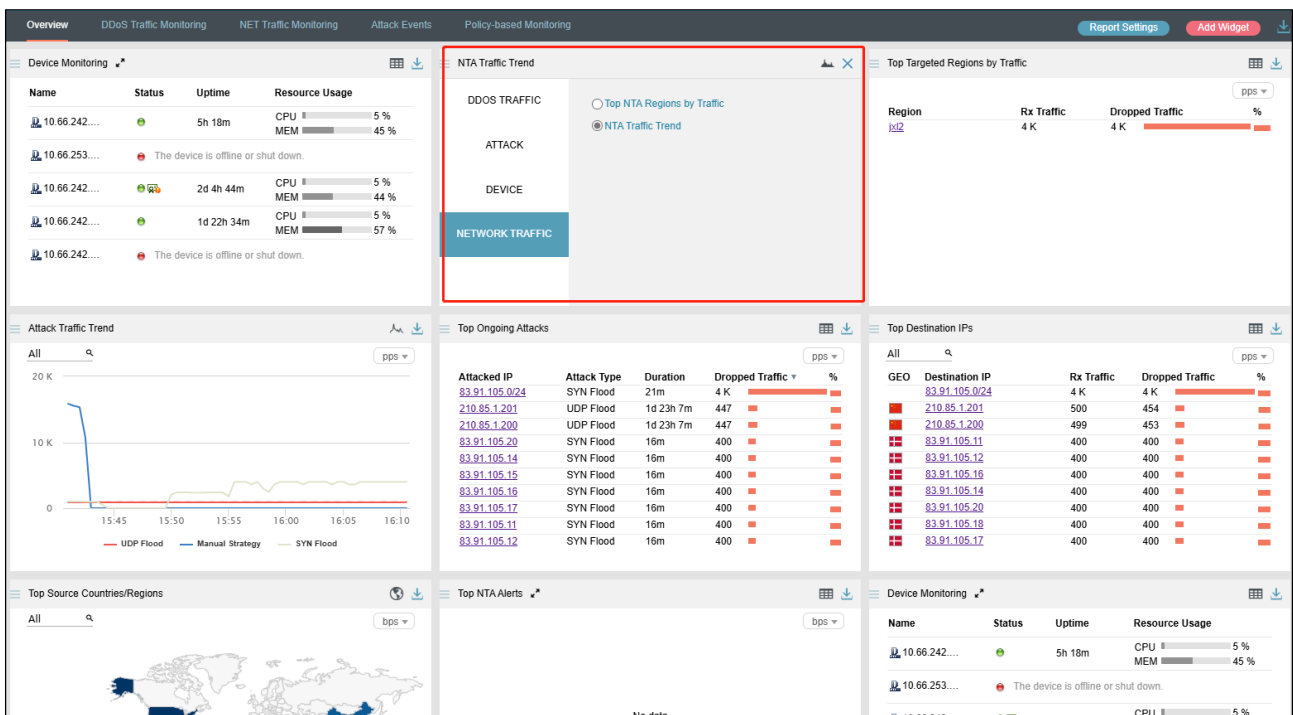 Overview DDoS Traffic Monitoring NET Traffic Monitoring Attack Events Policy-based Monitoring Report Settings Add Widget
Device Monitoring
Name Status Uptime Resource Usage
10.66.242.... 5h 18m CPU 5 %
MEM 45 %
10.66.253.... The device is offline or shut down.
10.66.242.... 2d 4h 44m CPU 5 %
MEM 44 %
10.66.242.... 1d 22h 34m CPU 5 %
MEM 57 %
10.66.242.... The device is offline or shut down.
NTA Traffic Trend
DDOS TRAFFIC
ATTACK
DEVICE
NETWORK TRAFFIC
Top NTA Regions by Traffic
NTA Traffic Trend
Top Targeted Regions by Traffic
pps
Region Rx Traffic Dropped Traffic %
jxl2 4 K 4 K
Attack Traffic Trend
All pps
20 K
10 K
0
15:45 15:50 15:55 16:00 16:05 16:10
UDP Flood Manual Strategy SYN Flood
Top Ongoing Attacks
pps
Attacked IP Attack Type Duration Dropped Traffic %
83.91.105.0/24 SYN Flood 21m 4 K
210.85.1.201 UDP Flood 1d 23h 7m 447
210.85.1.200 UDP Flood 1d 23h 7m 447
83.91.105.20 SYN Flood 16m 400
83.91.105.14 SYN Flood 16m 400
83.91.105.15 SYN Flood 16m 400
83.91.105.16 SYN Flood 16m 400
83.91.105.17 SYN Flood 16m 400
83.91.105.11 SYN Flood 16m 400
83.91.105.12 SYN Flood 16m 400
Top Destination IPs
All pps
GEO Destination IP Rx Traffic Dropped Traffic %
83.91.105.0/24 4 K 4 K
210.85.1.201 500 454
210.85.1.200 499 453
83.91.105.11 400 400
83.91.105.12 400 400
83.91.105.16 400 400
83.91.105.14 400 400
83.91.105.20 400 400
83.91.105.18 400 400
83.91.105.17 400 400
Top Source Countries/Regions
All bps
Top NTA Alerts
bps
No data
Device Monitoring
Name Status Uptime Resource Usage
10.66.242.... 5h 18m CPU 5 %
MEM 45 %
10.66.253.... The device is offline or shut down.
CPU 5 %